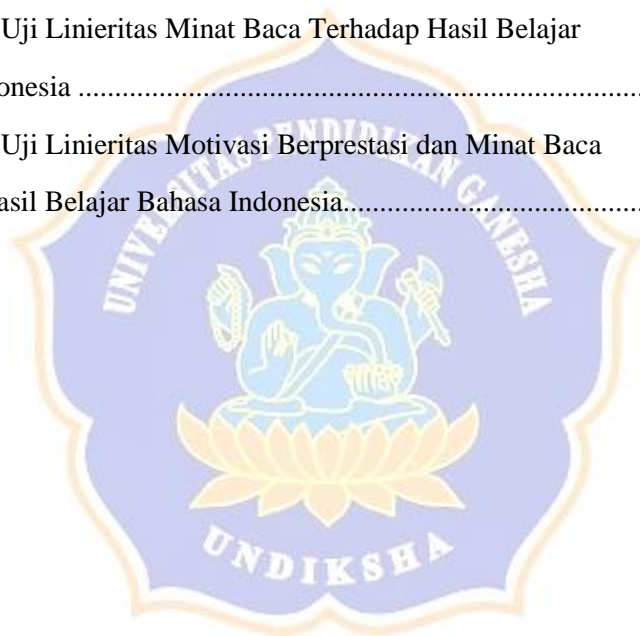 Uji Linieritas Minat Baca Terhadap Hasil Belajar
onesia ........................................................................
Uji Linieritas Motivasi Berprestasi dan Minat Baca
asil Belajar Bahasa Indonesia.....................................
UNIVERSITAS PENDIDIKAN GANESHA
UNDIKSHA